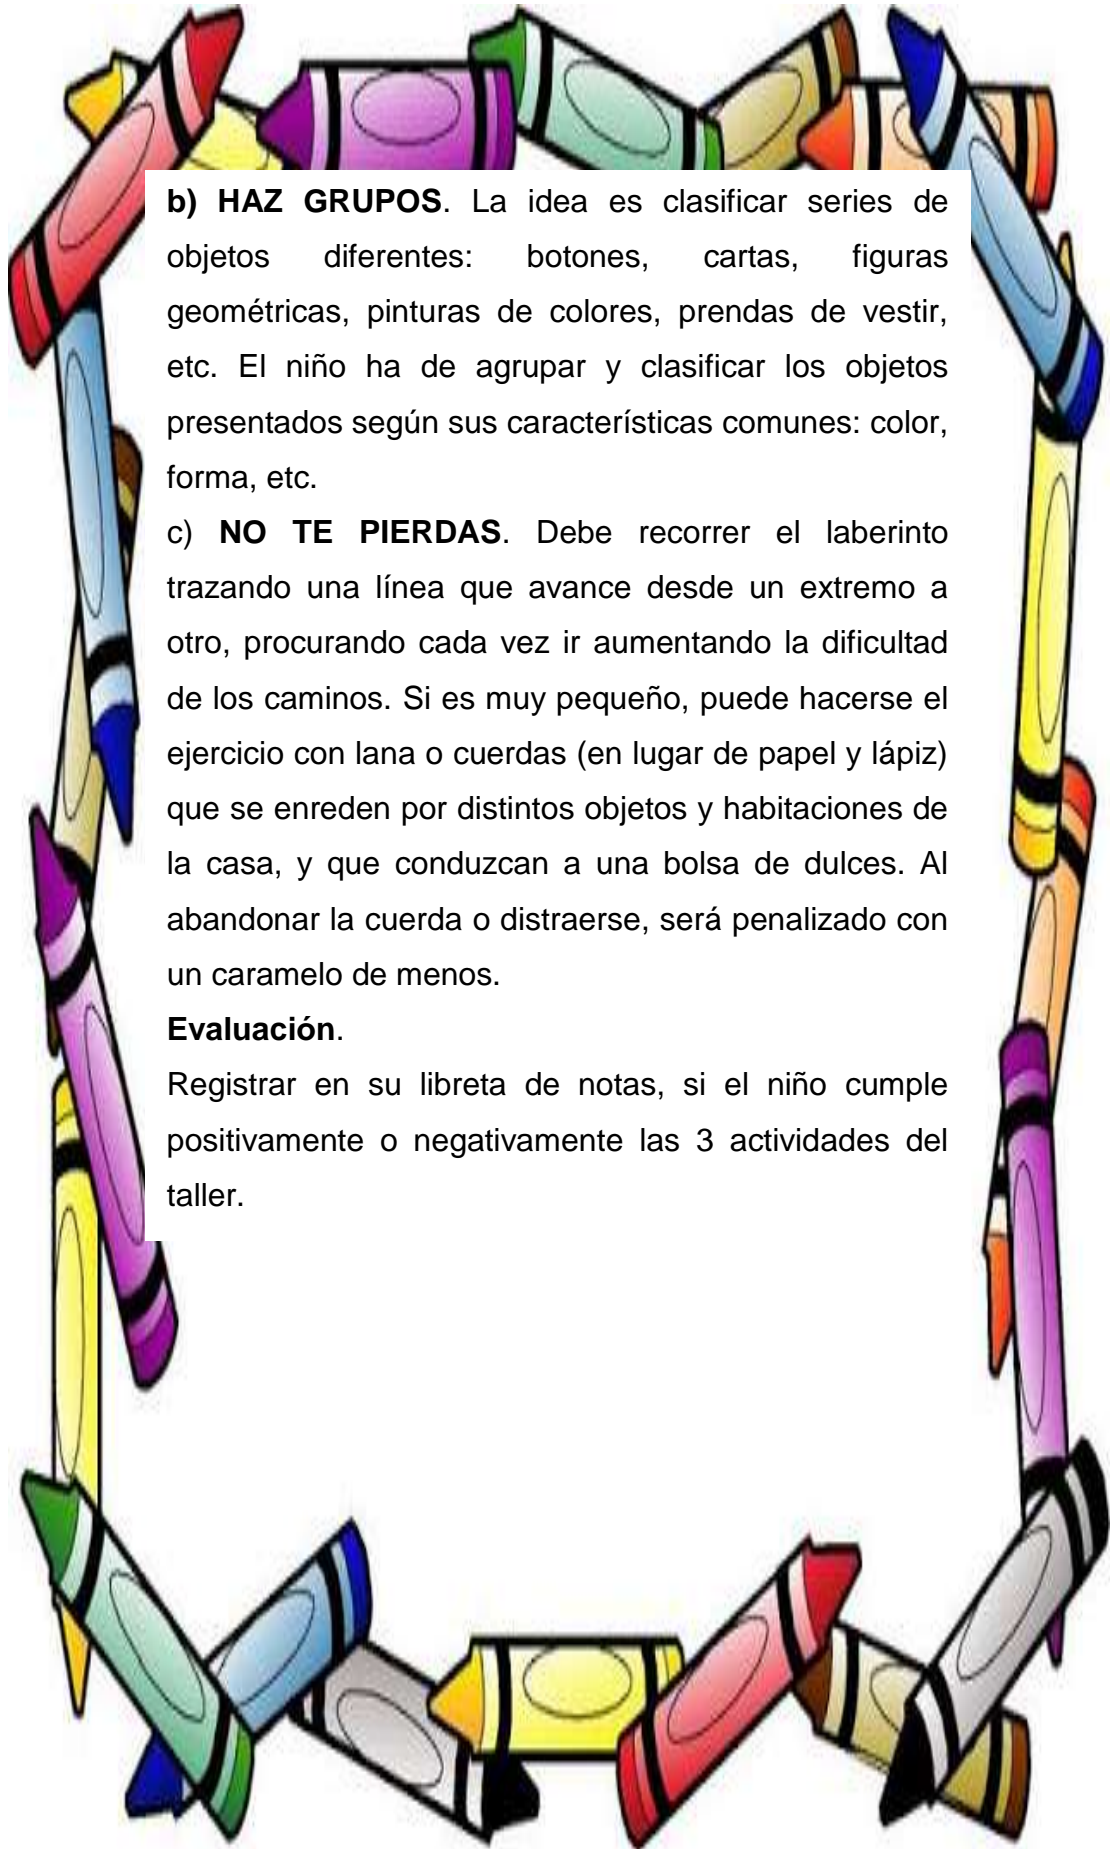 b) HAZ GRUPOS. La idea es clasificar series de
objetos diferentes: botones, cartas, figuras
geométricas, pinturas de colores, prendas de vestir,
etc. El niño ha de agrupar y clasificar los objetos
presentados según sus características comunes: color,
forma, etc.
c) NO TE PIERDAS. Debe recorrer el laberinto
trazando una línea que avance desde un extremo a
otro, procurando cada vez ir aumentando la dificultad
de los caminos. Si es muy pequeño, puede hacerse el
ejercicio con lana o cuerdas (en lugar de papel y lápiz)
que se enreden por distintos objetos y habitaciones de
la casa, y que conduzcan a una bolsa de dulces. Al
abandonar la cuerda o distraerse, será penalizado con
un caramelo de menos.
Evaluación.
Registrar en su libreta de notas, si el niño cumple
positivamente o negativamente las 3 actividades del
taller.